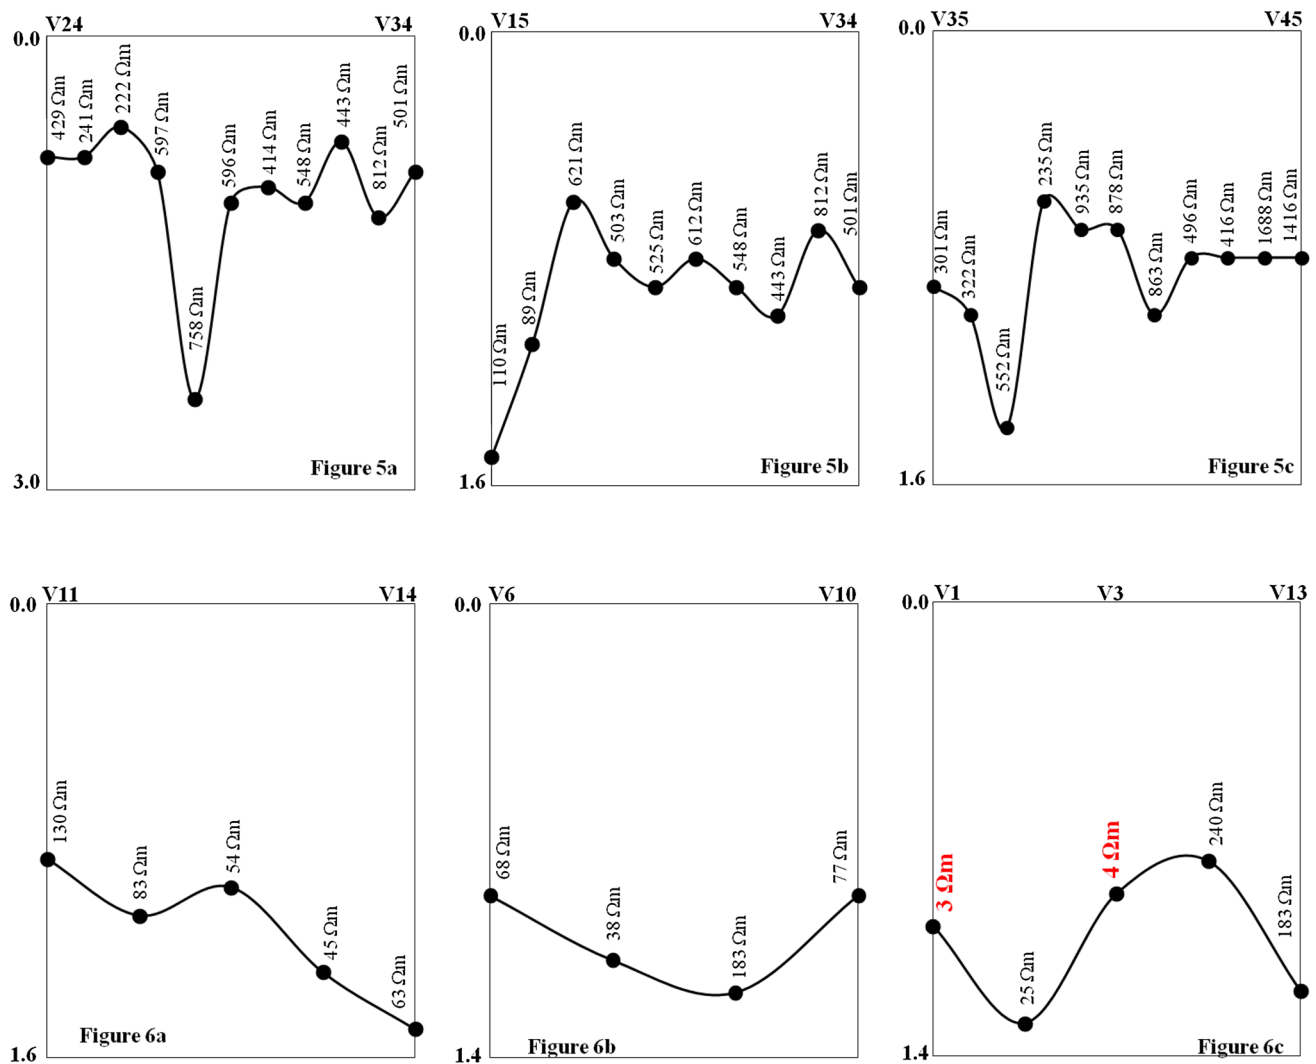 V24 V34
0.0
429 Ωm
241 Ωm
222 Ωm
597 Ωm
758 Ωm
596 Ωm
414 Ωm
548 Ωm
443 Ωm
812 Ωm
501 Ωm
3.0
Figure 5a
V15 V34
0.0
110 Ωm
89 Ωm
621 Ωm
503 Ωm
525 Ωm
612 Ωm
548 Ωm
443 Ωm
812 Ωm
501 Ωm
1.6
Figure 5b
V35 V45
0.0
301 Ωm
322 Ωm
552 Ωm
235 Ωm
935 Ωm
878 Ωm
863 Ωm
496 Ωm
416 Ωm
1688 Ωm
1416 Ωm
1.6
Figure 5c
V11 V14
0.0
130 Ωm
83 Ωm
54 Ωm
45 Ωm
63 Ωm
1.6
Figure 6a
V6 V10
0.0
68 Ωm
38 Ωm
183 Ωm
77 Ωm
1.4
Figure 6b
V1 V3 V13
0.0
3 Ωm
25 Ωm
4 Ωm
240 Ωm
183 Ωm
1.4
Figure 6c